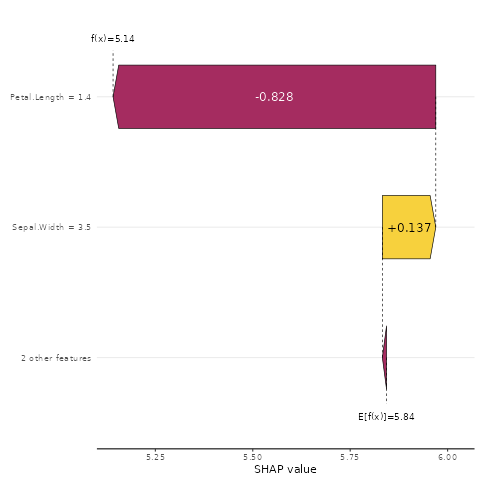 f(x)=5.14
Petal.Length = 1.4
-0.828
Sepal.Width = 3.5
+0.137
2 other features
E[f(x)]=5.84
5.25 5.50 5.75 6.00
SHAP value